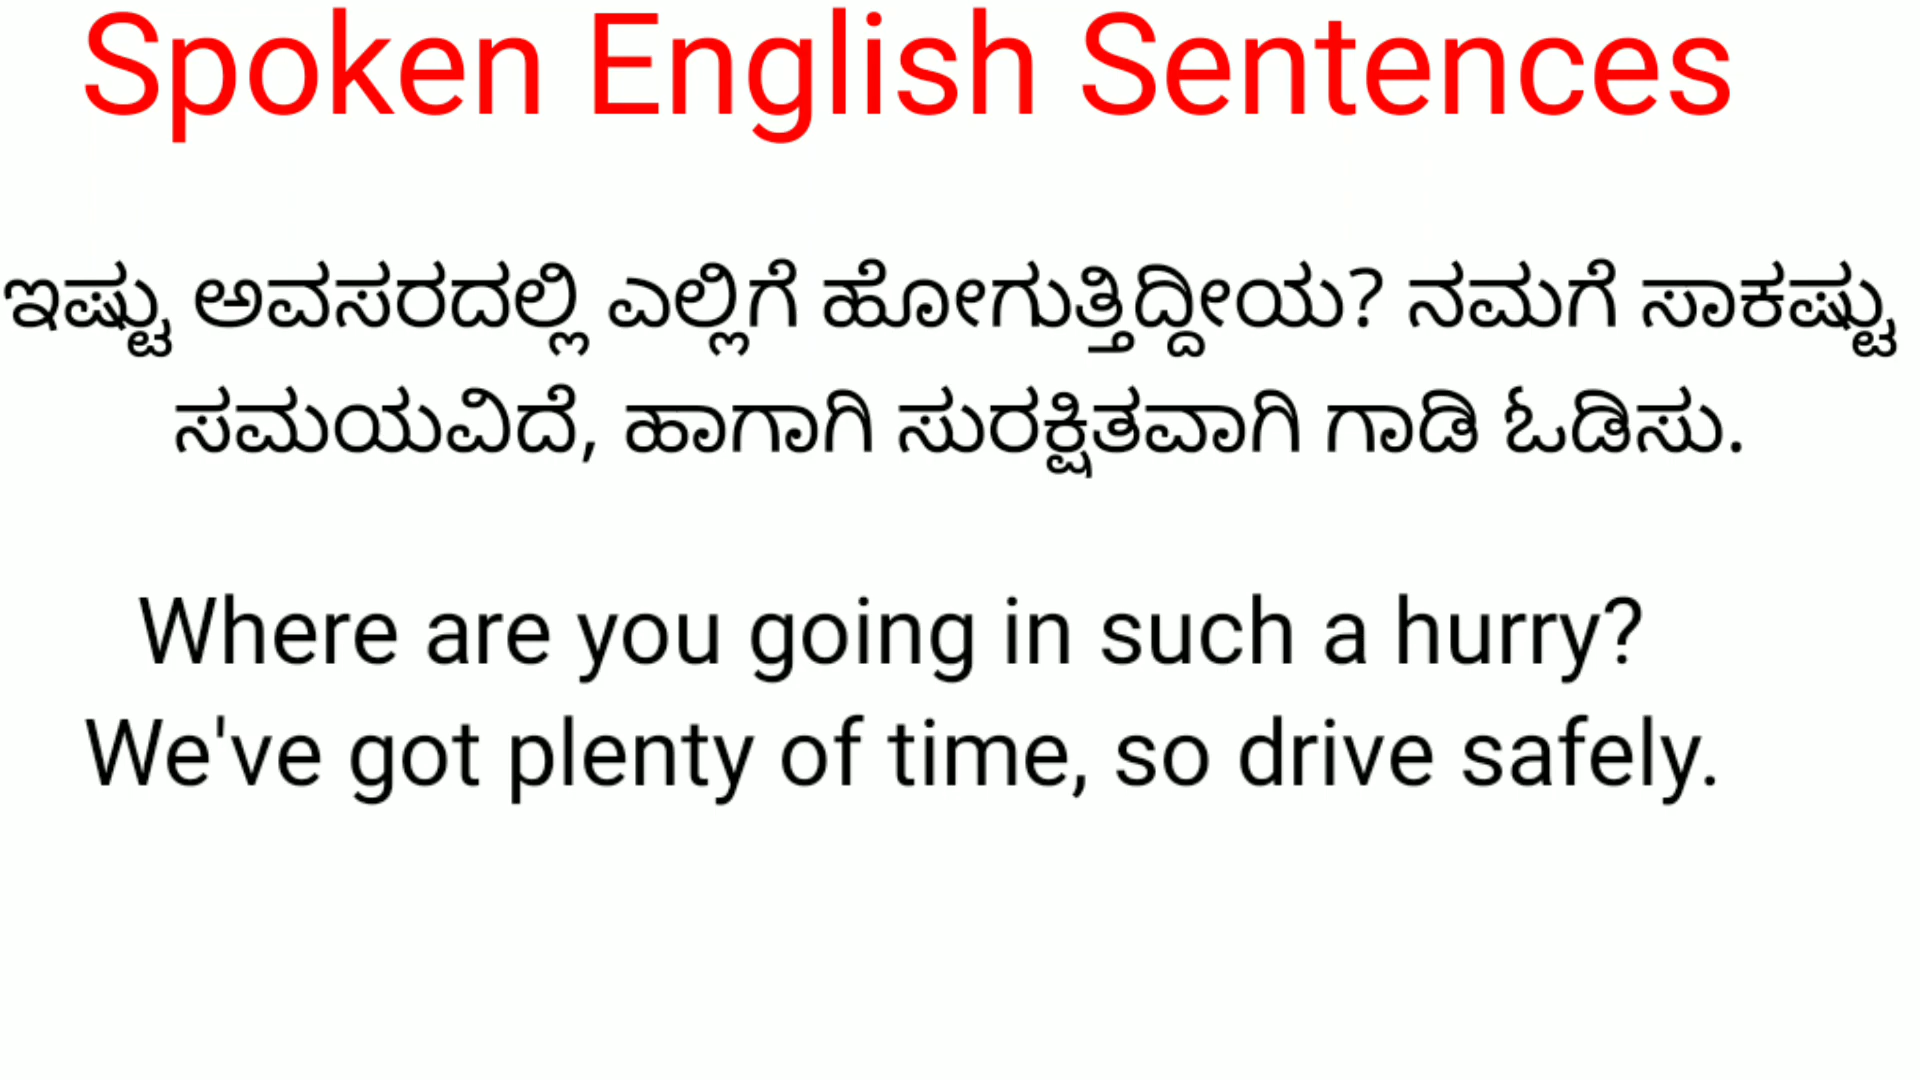 Spoken English Sentences
ಇಷ್ಟು ಅವಸರದಲ್ಲಿ ಎಲ್ಲಿಗೆ ಹೋಗುತ್ತಿದ್ದೀಯ? ನಮಗೆ ಸಾಕಷ್ಟು
ಸಮಯವಿದೆ, ಹಾಗಾಗಿ ಸುರಕ್ಷಿತವಾಗಿ ಗಾಡಿ ಓಡಿಸು.
Where are you going in such a hurry?
We've got plenty of time, so drive safely.